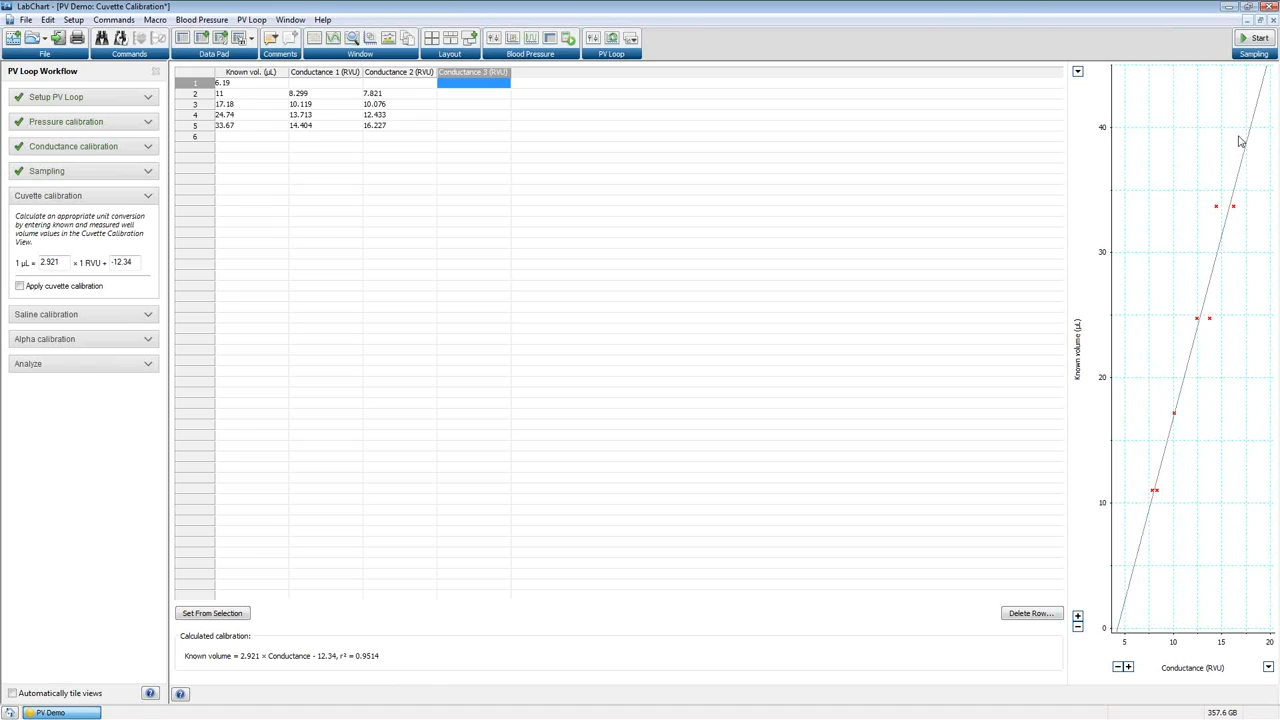 LabChart - [PV Demo: Cuvette Calibration*]
File Edit Setup Commands Macro Blood Pressure PV Loop Window Help
File Commands Data Pad Comments Window Layout Blood Pressure PV Loop
Start
Sampling
PV Loop Workflow
Setup PV Loop
Pressure calibration
Conductance calibration
Sampling
Cuvette calibration
Calculate an appropriate unit conversion
by entering known and measured well
volume values in the Cuvette Calibration
View.
1 µL = 2.921 × 1 RVU + -12.34
Apply cuvette calibration
Saline calibration
Alpha calibration
Analyze
Automatically tile views
Known vol. (µL) Conductance 1 (RVU) Conductance 2 (RVU) Conductance 3 (RVU)
1 6.19
2 11 8.299 7.821
3 17.18 10.119 10.076
4 24.74 13.713 12.433
5 33.67 14.404 16.227
6
Set From Selection
Delete Row...
Calculated calibration:
Known volume = 2.921 × Conductance - 12.34, r² = 0.9514
Known volume (µL)
40
30
20
10
0
5 10 15 20
Conductance (RVU)
PV Demo
357.6 GB